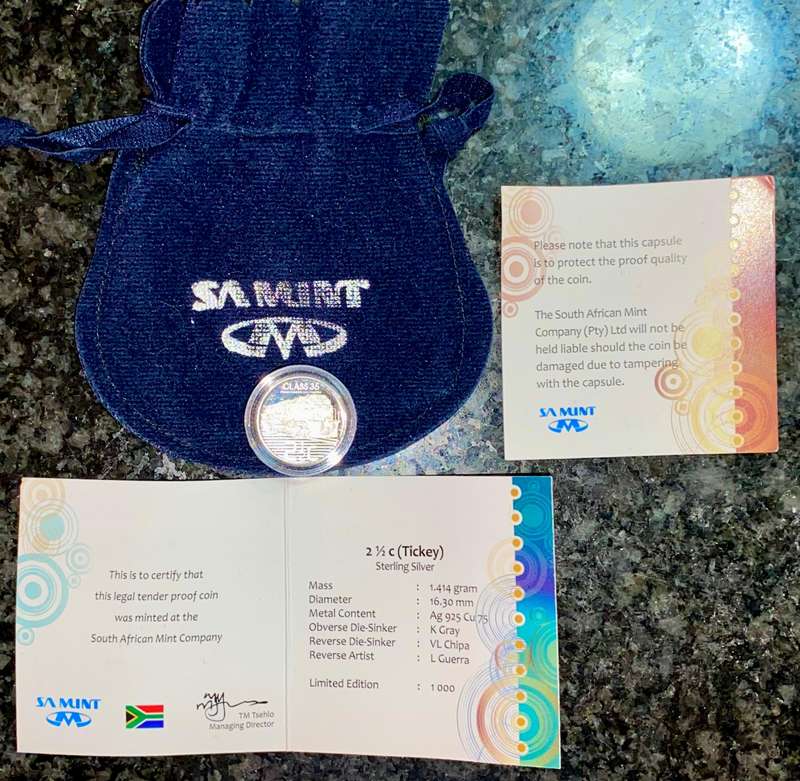 SA MINT
CLASS 35
2½c
Please note that this capsule
is to protect the proof quality
of the coin.
The South African Mint
Company (Pty) Ltd will not be
held liable should the coin be
damaged due to tampering
with the capsule.
SA MINT
This is to certify that
this legal tender proof coin
was minted at the
South African Mint Company
SA MINT
TM Tsehlo
Managing Director
2 ½ c (Tickey)
Sterling Silver
Mass : 1.414 gram
Diameter : 16.30 mm
Metal Content : Ag 925 Cu 75
Obverse Die-Sinker : K Gray
Reverse Die-Sinker : VL Chipa
Reverse Artist : L Guerra
Limited Edition : 1 000